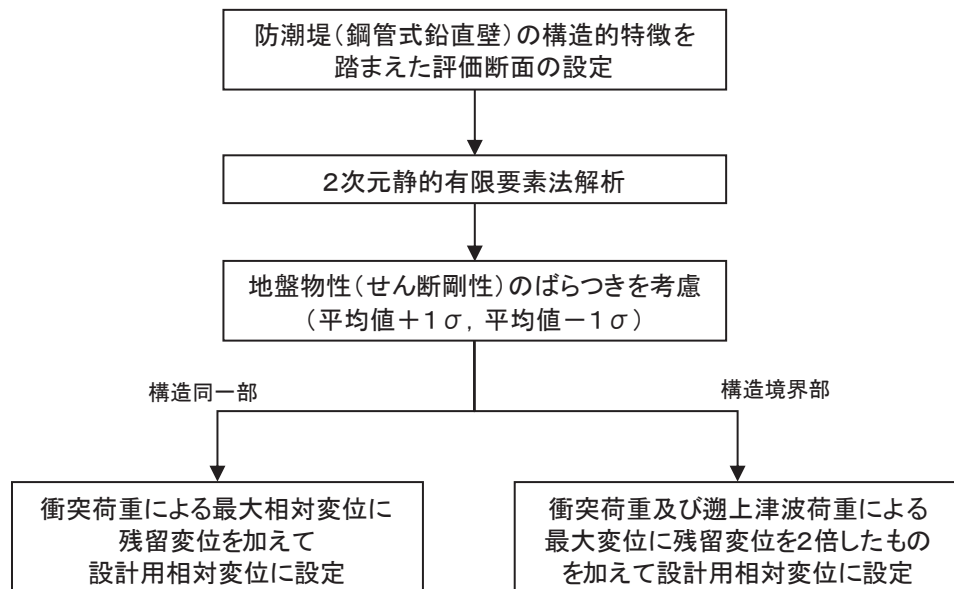 防潮堤(鋼管式鉛直壁)の構造的特徴を
踏まえた評価断面の設定
2次元静的有限要素法解析
地盤物性(せん断剛性)のばらつきを考慮
(平均値+1σ,平均値-1σ)
構造同一部
構造境界部
衝突荷重による最大相対変位に
残留変位を加えて
設計用相対変位に設定
衝突荷重及び遡上津波荷重による
最大変位に残留変位を2倍したもの
を加えて設計用相対変位に設定